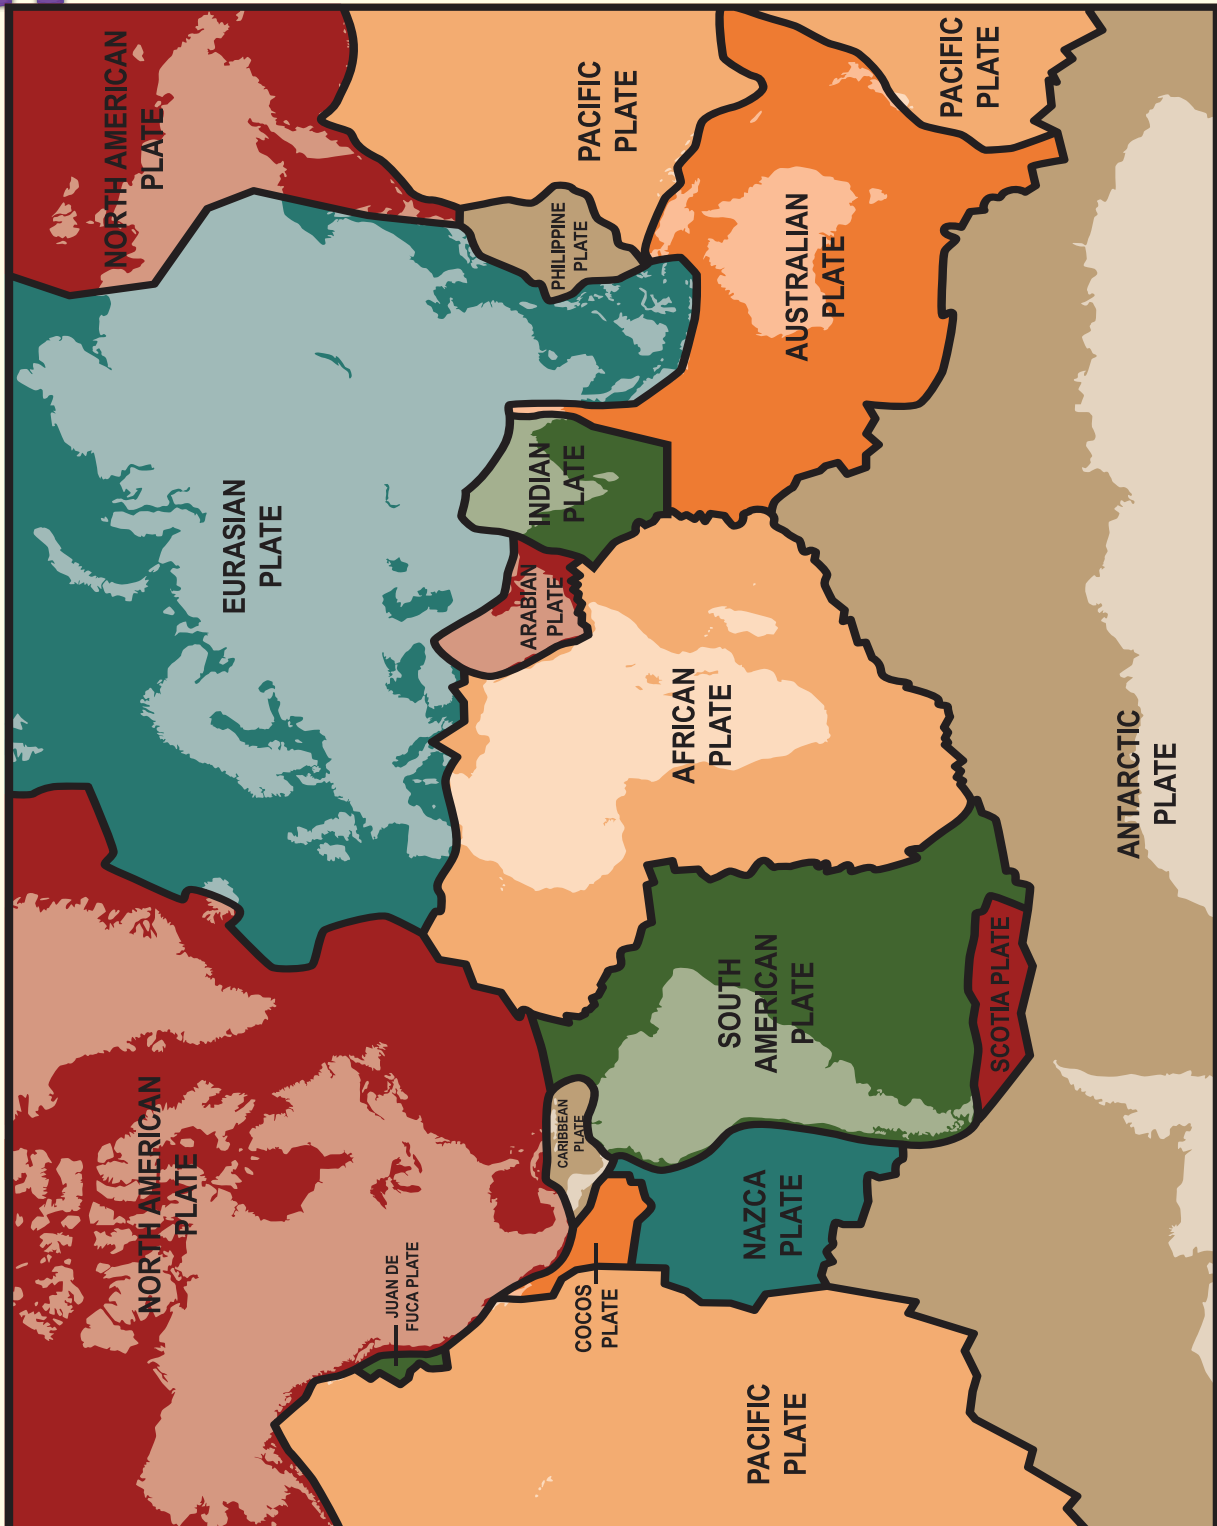 NORTH AMERICAN
PLATE
JUAN DE
FUCA PLATE
PACIFIC
PLATE
COCOS
PLATE
CARIBBEAN
PLATE
NAZCA
PLATE
SOUTH
AMERICAN
PLATE
SCOTIA PLATE
AFRICAN
PLATE
ANTARCTIC
PLATE
EURASIAN
PLATE
ARABIAN
PLATE
INDIAN
PLATE
NORTH AMERICAN
PLATE
PHILIPPINE
PLATE
AUSTRALIAN
PLATE
PACIFIC
PLATE
PACIFIC
PLATE